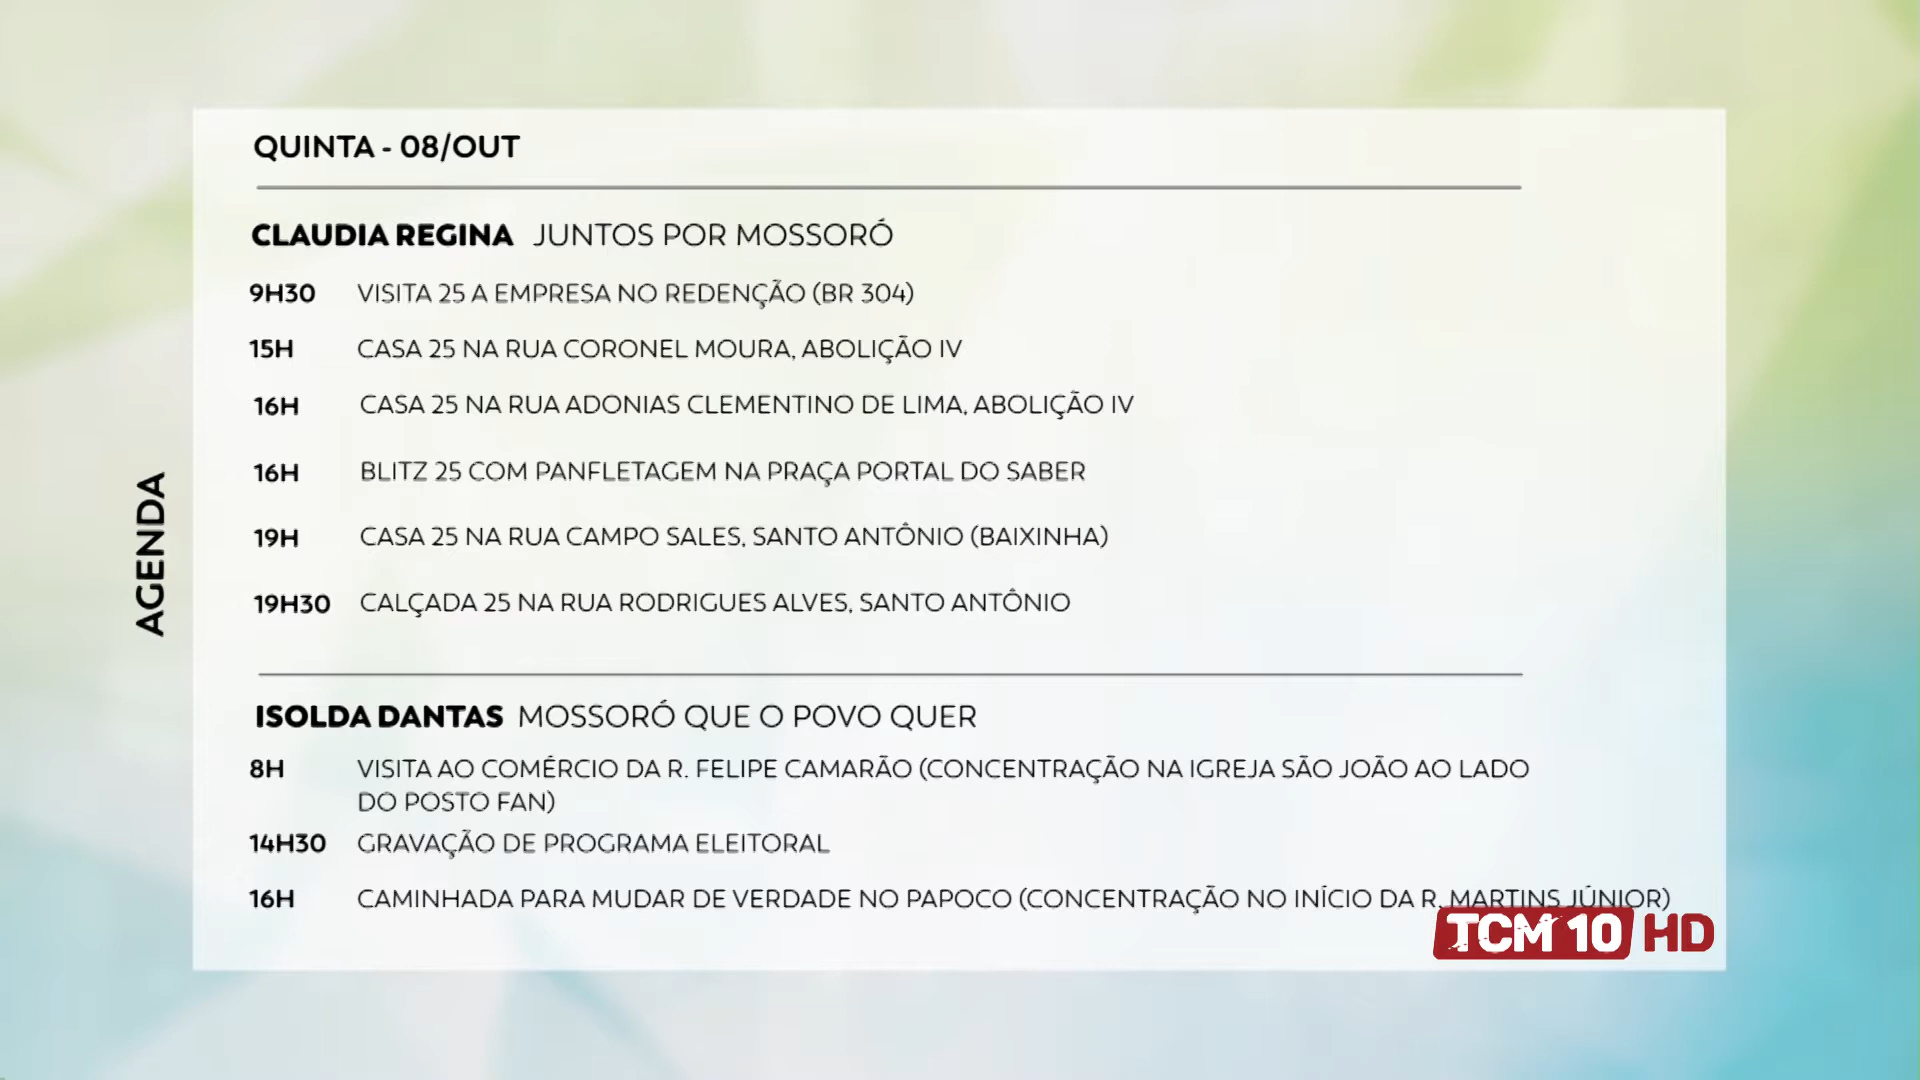 QUINTA - 08/OUT
CLAUDIA REGINA JUNTOS POR MOSSORÓ
9H30 VISITA 25 A EMPRESA NO REDENÇÃO (BR 304)
15H CASA 25 NA RUA CORONEL MOURA, ABOLIÇÃO IV
16H CASA 25 NA RUA ADONIAS CLEMENTINO DE LIMA, ABOLIÇÃO IV
16H BLITZ 25 COM PANFLETAGEM NA PRAÇA PORTAL DO SABER
19H CASA 25 NA RUA CAMPO SALES, SANTO ANTÔNIO (BAIXINHA)
19H30 CALÇADA 25 NA RUA RODRIGUES ALVES, SANTO ANTÔNIO
AGENDA
ISOLDA DANTAS MOSSORÓ QUE O POVO QUER
8H VISITA AO COMÉRCIO DA R. FELIPE CAMARÃO (CONCENTRAÇÃO NA IGREJA SÃO JOÃO AO LADO
DO POSTO FAN)
14H30 GRAVAÇÃO DE PROGRAMA ELEITORAL
16H CAMINHADA PARA MUDAR DE VERDADE NO PAPOCO (CONCENTRAÇÃO NO INÍCIO DA R. MARTINS JÚNIOR)
TCM 10 HD